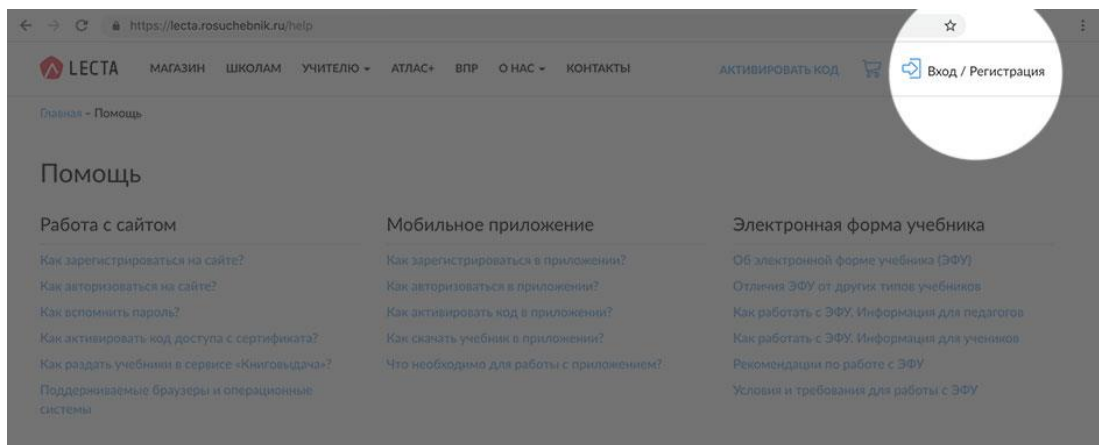 https://lecta.rosuchebnik.ru/help
LECTA МАГАЗИН ШКОЛАМ УЧИТЕЛЮ АТЛАС+ ВПР О НАС КОНТАКТЫ АКТИВИРОВАТЬ КОД Вход / Регистрация
Главная – Помощь
Помощь
Работа с сайтом
Как зарегистрироваться на сайте?
Как авторизоваться на сайте?
Как вспомнить пароль?
Как активировать код доступа с сертификата?
Как раздать учебники в сервисе «Книговыдача»?
Поддерживаемые браузеры и операционные
системы
Мобильное приложение
Как зарегистрироваться в приложении?
Как авторизоваться в приложении?
Как активировать код в приложении?
Как скачать учебник в приложении?
Что необходимо для работы с приложением?
Электронная форма учебника
Об электронной форме учебника (ЭФУ)
Отличия ЭФУ от других типов учебников
Как работать с ЭФУ. Информация для педагогов
Как работать с ЭФУ. Информация для учеников
Рекомендации по работе с ЭФУ
Условия и требования для работы с ЭФУ